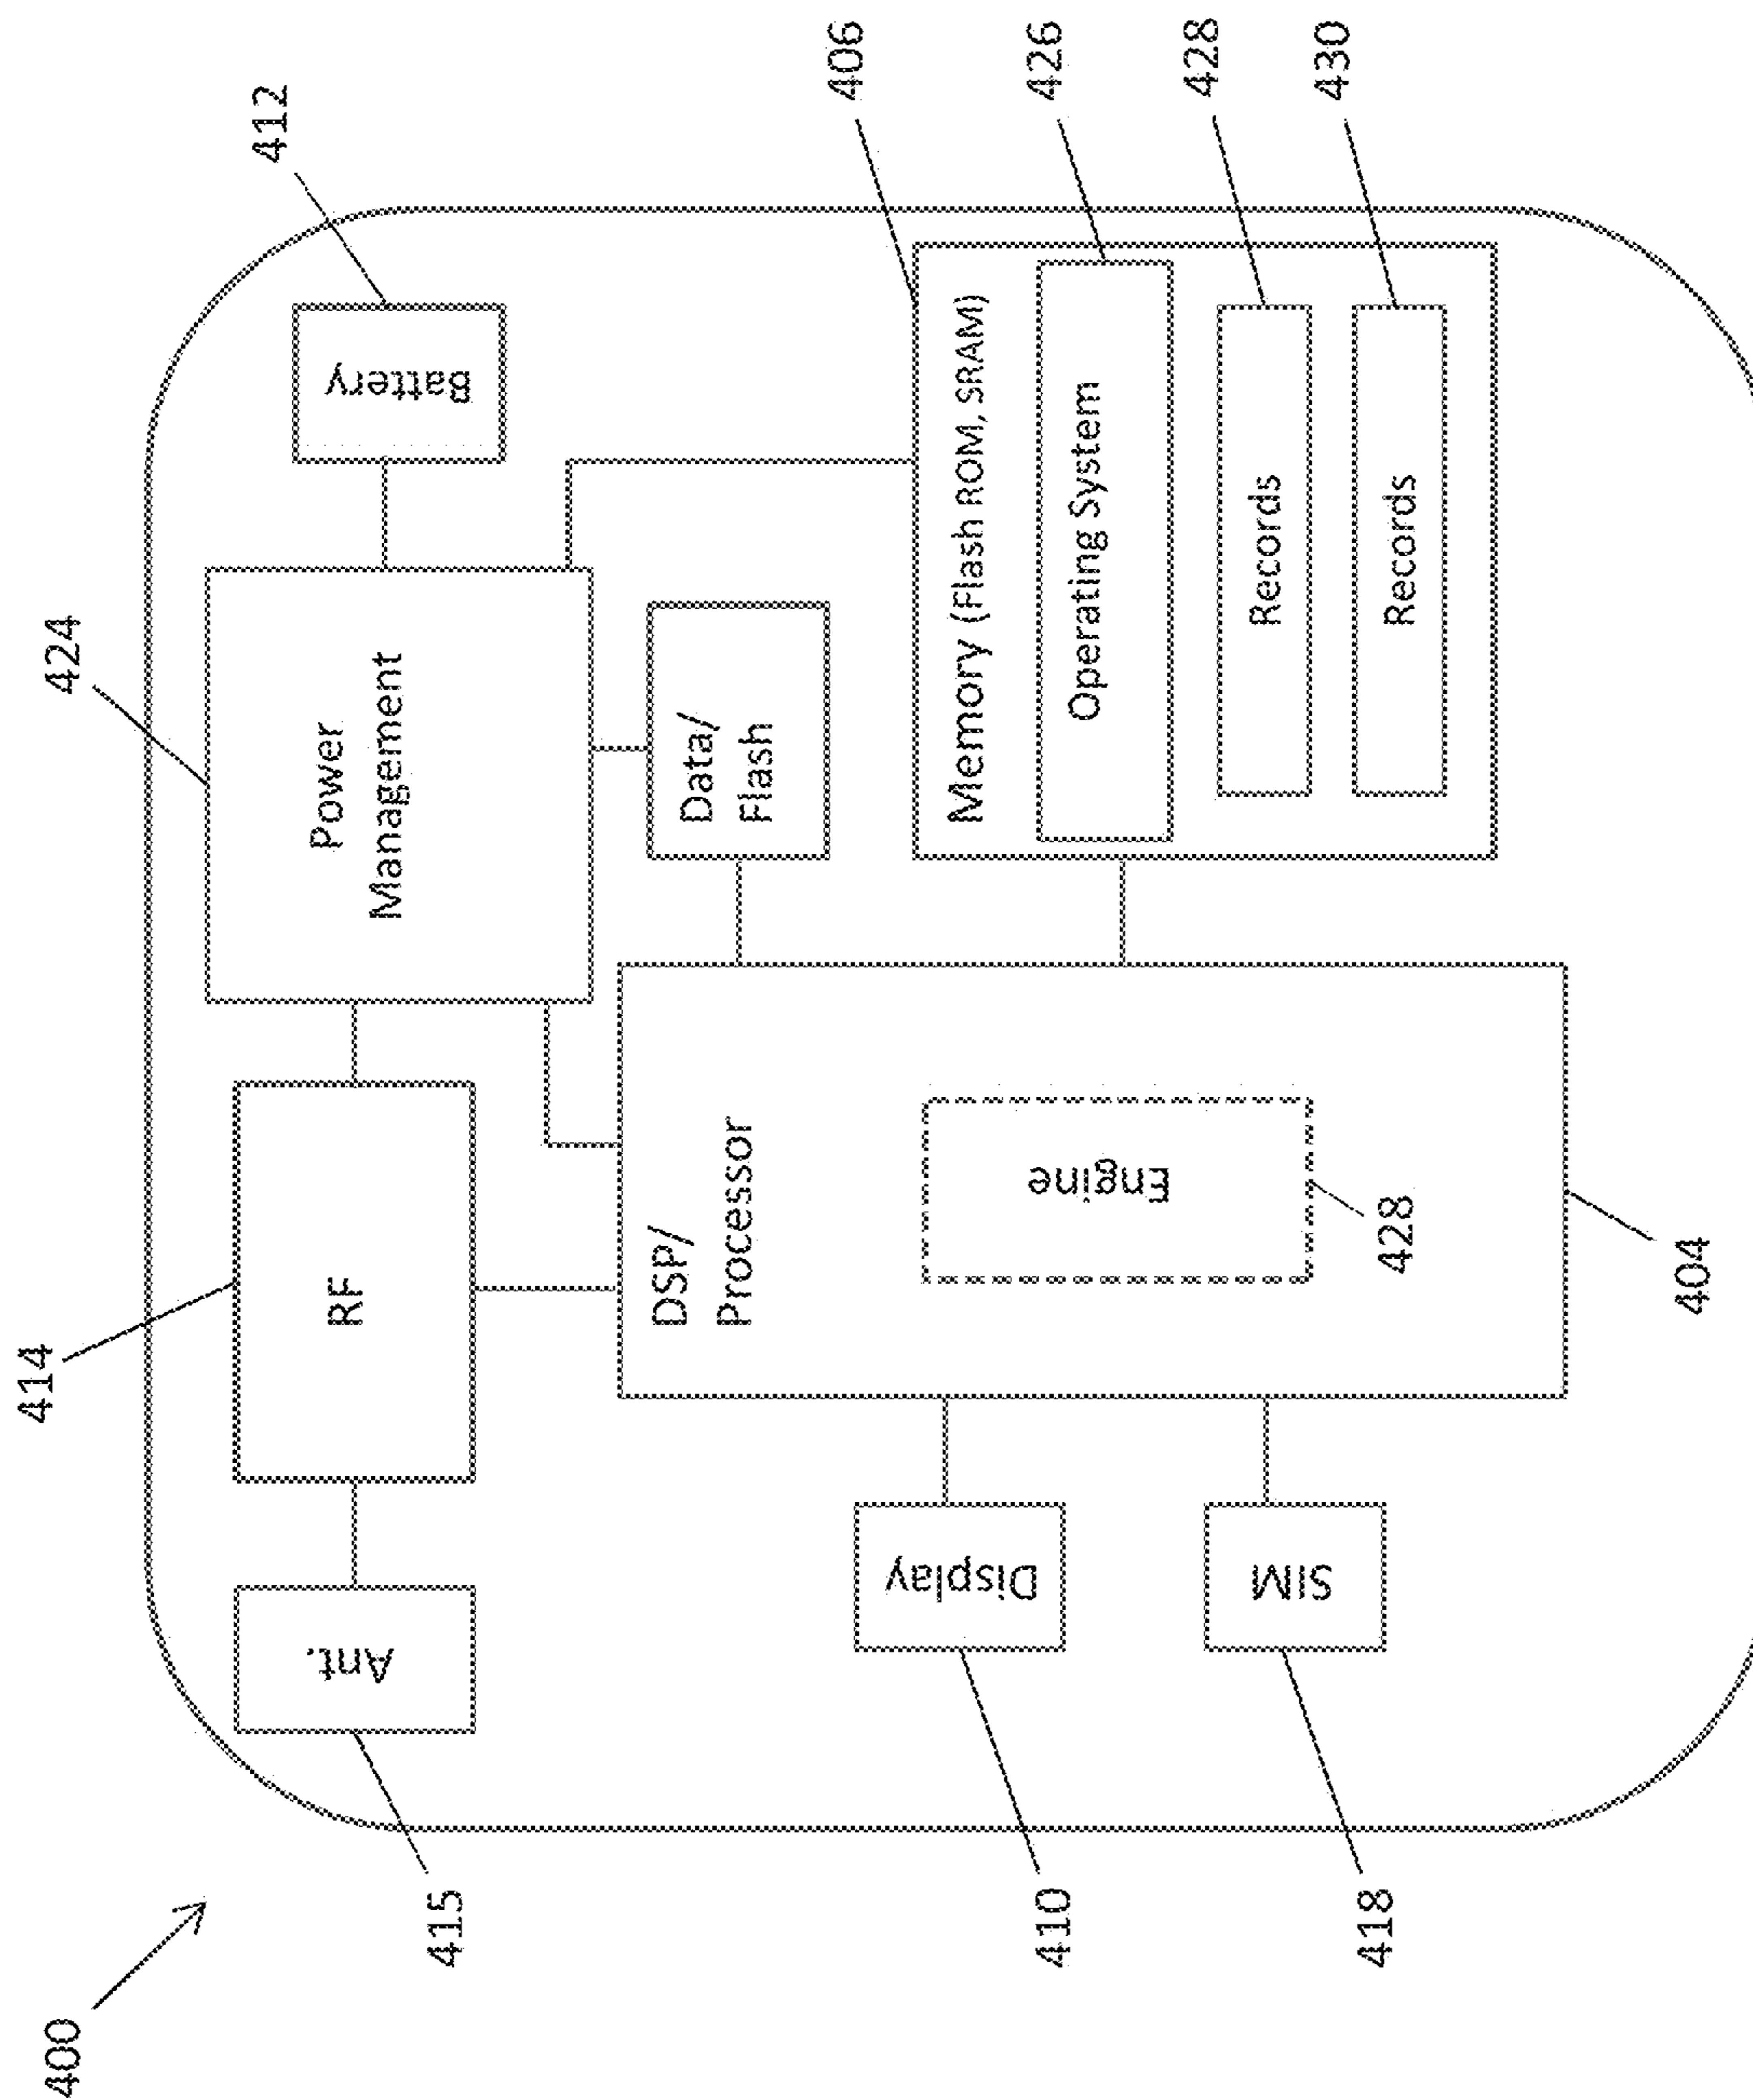 400
414
424
412
415
Ant.
RF
Power
Management
Battery
Data/
Flash
406
DSP/
Processor
Memory (Flash ROM, SRAM)
410
Display
Operating System
426
Engine
428
Records
428
418
SIM
Records
430
404